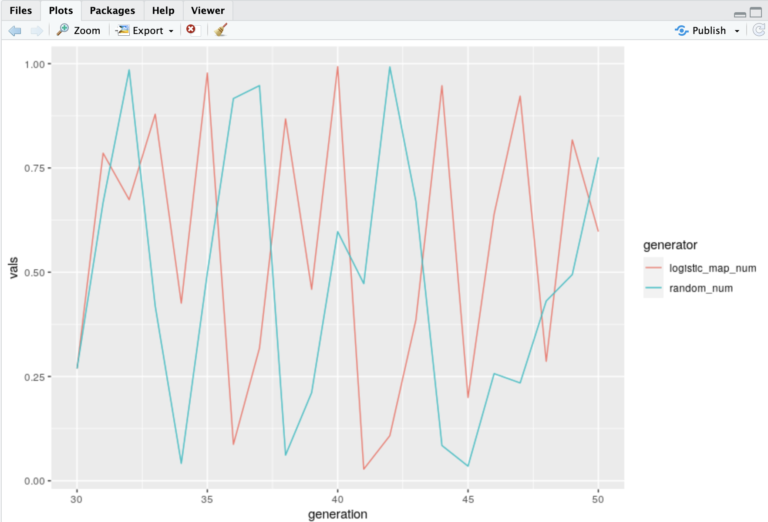 Files Plots Packages Help Viewer
Zoom Export Publish
1.00
0.75
0.50
0.25
0.00
vals
30 35 40 45 50
generation
generator
logistic_map_num
random_num